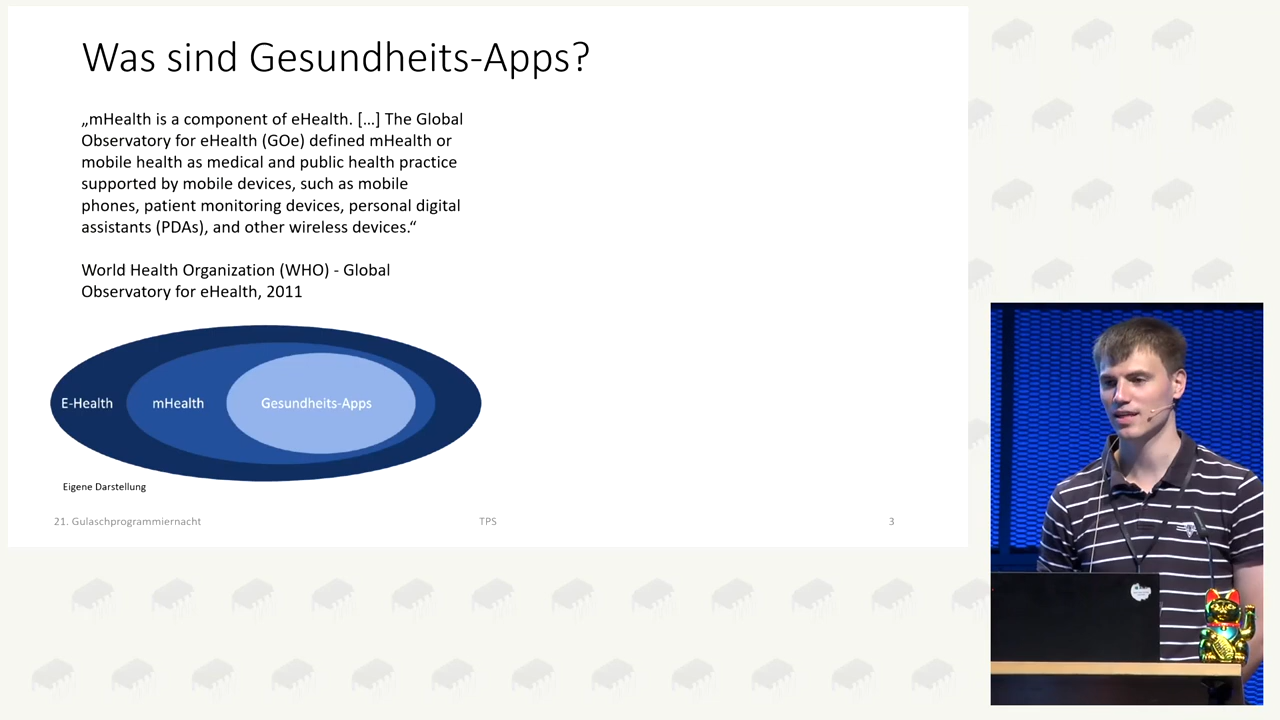 Was sind Gesundheits-Apps?
„mHealth is a component of eHealth. […] The Global
Observatory for eHealth (GOe) defined mHealth or
mobile health as medical and public health practice
supported by mobile devices, such as mobile
phones, patient monitoring devices, personal digital
assistants (PDAs), and other wireless devices.“
World Health Organization (WHO) - Global
Observatory for eHealth, 2011
E-Health
mHealth
Gesundheits-Apps
Eigene Darstellung
21. Gulaschprogrammiernacht
TPS
3